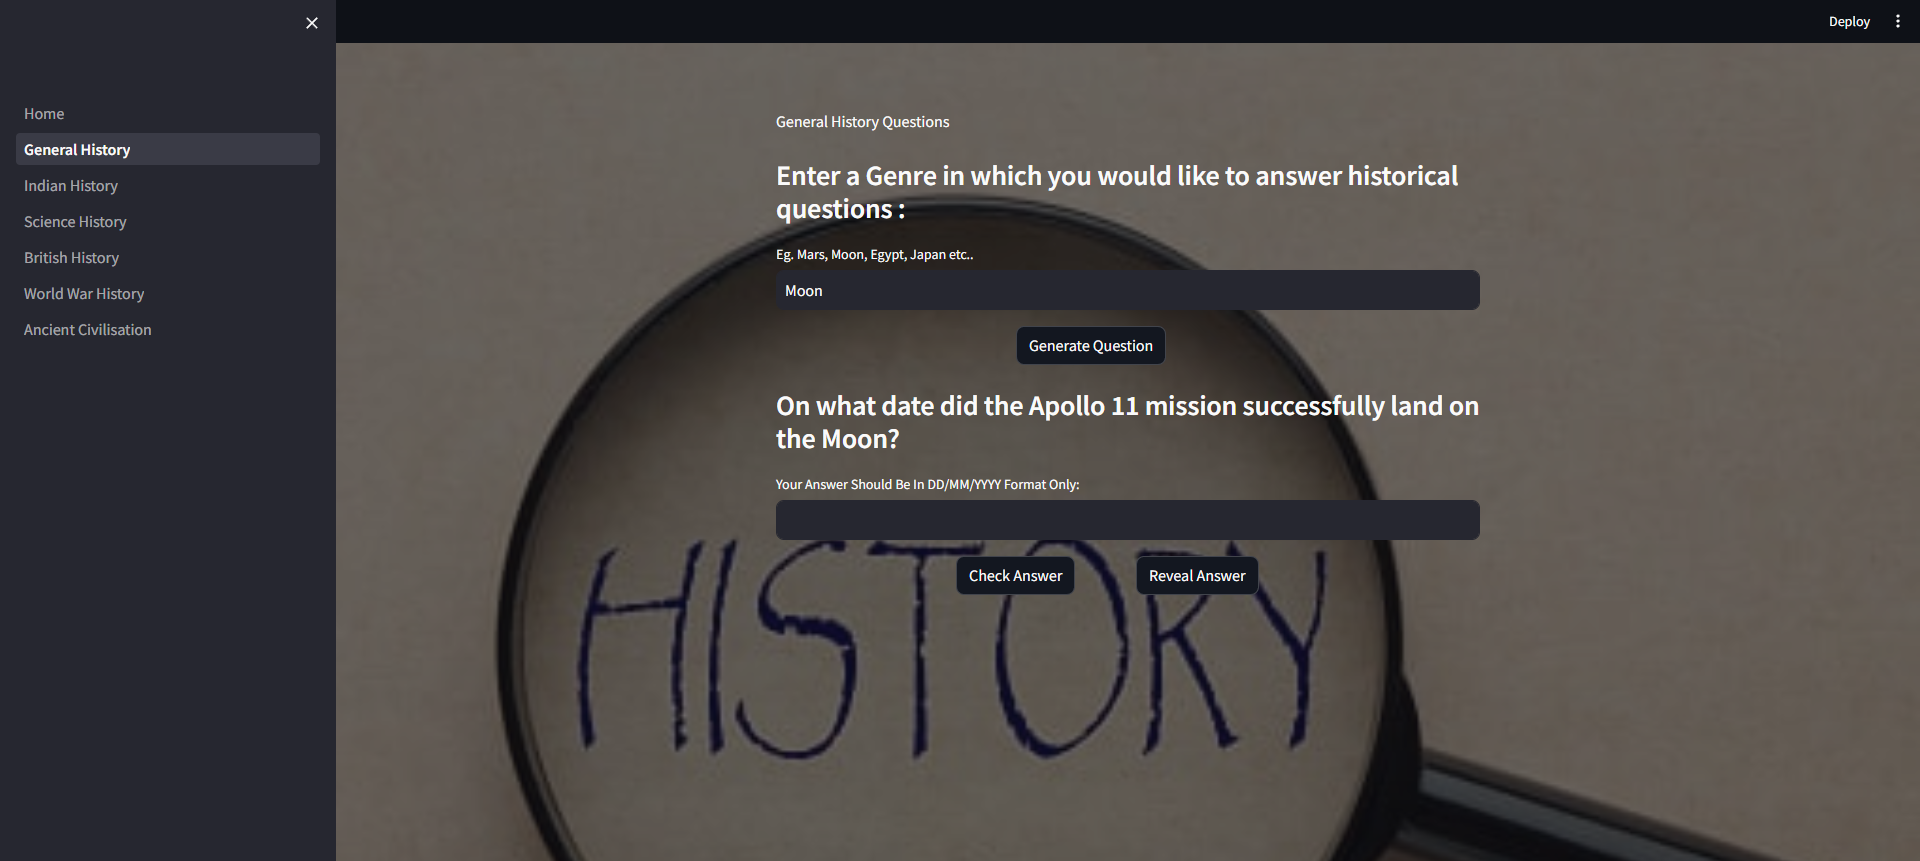 Deploy
Home
General History
Indian History
Science History
British History
World War History
Ancient Civilisation
General History Questions
Enter a Genre in which you would like to answer historical
questions :
Eg. Mars, Moon, Egypt, Japan etc..
Moon
Generate Question
On what date did the Apollo 11 mission successfully land on
the Moon?
Your Answer Should Be In DD/MM/YYYY Format Only:
Check Answer
Reveal Answer
HISTORY